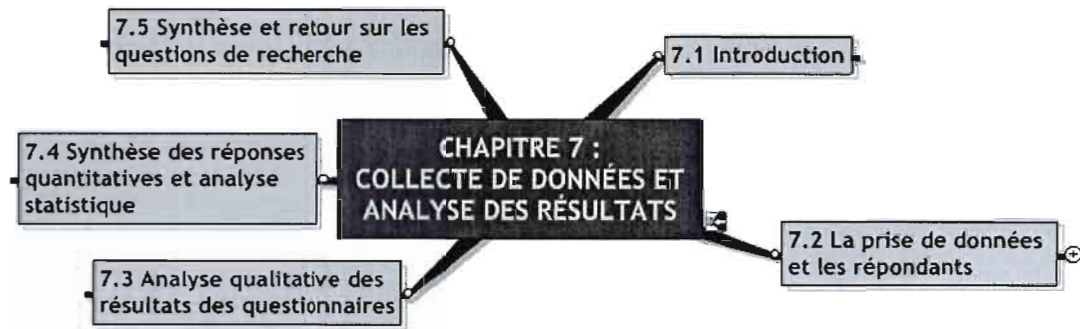 7.5 Synthèse et retour sur les
questions de recherche
7.1 Introduction
7.4 Synthèse des réponses
quantitatives et analyse
statistique
CHAPITRE 7 :
COLLECTE DE DONNÉES ET
ANALYSE DES RÉSULTATS
7.2 La prise de données
et les répondants
7.3 Analyse qualitative des
résultats des questionnaires